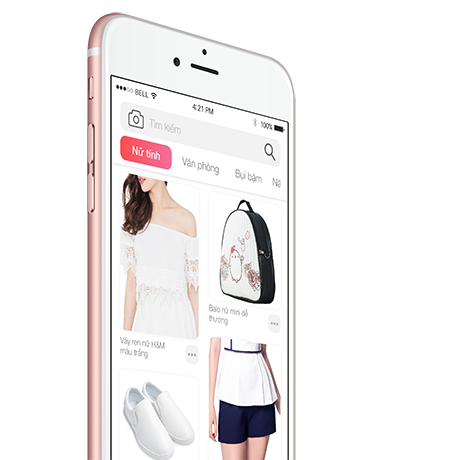 BELL
4:21 PM
100%
Tìm kiếm
Nữ tính
Văn phòng
Bụi bặm
Nă
Váy ren nữ H&M
màu trắng
Balo nữ mini dễ
thương